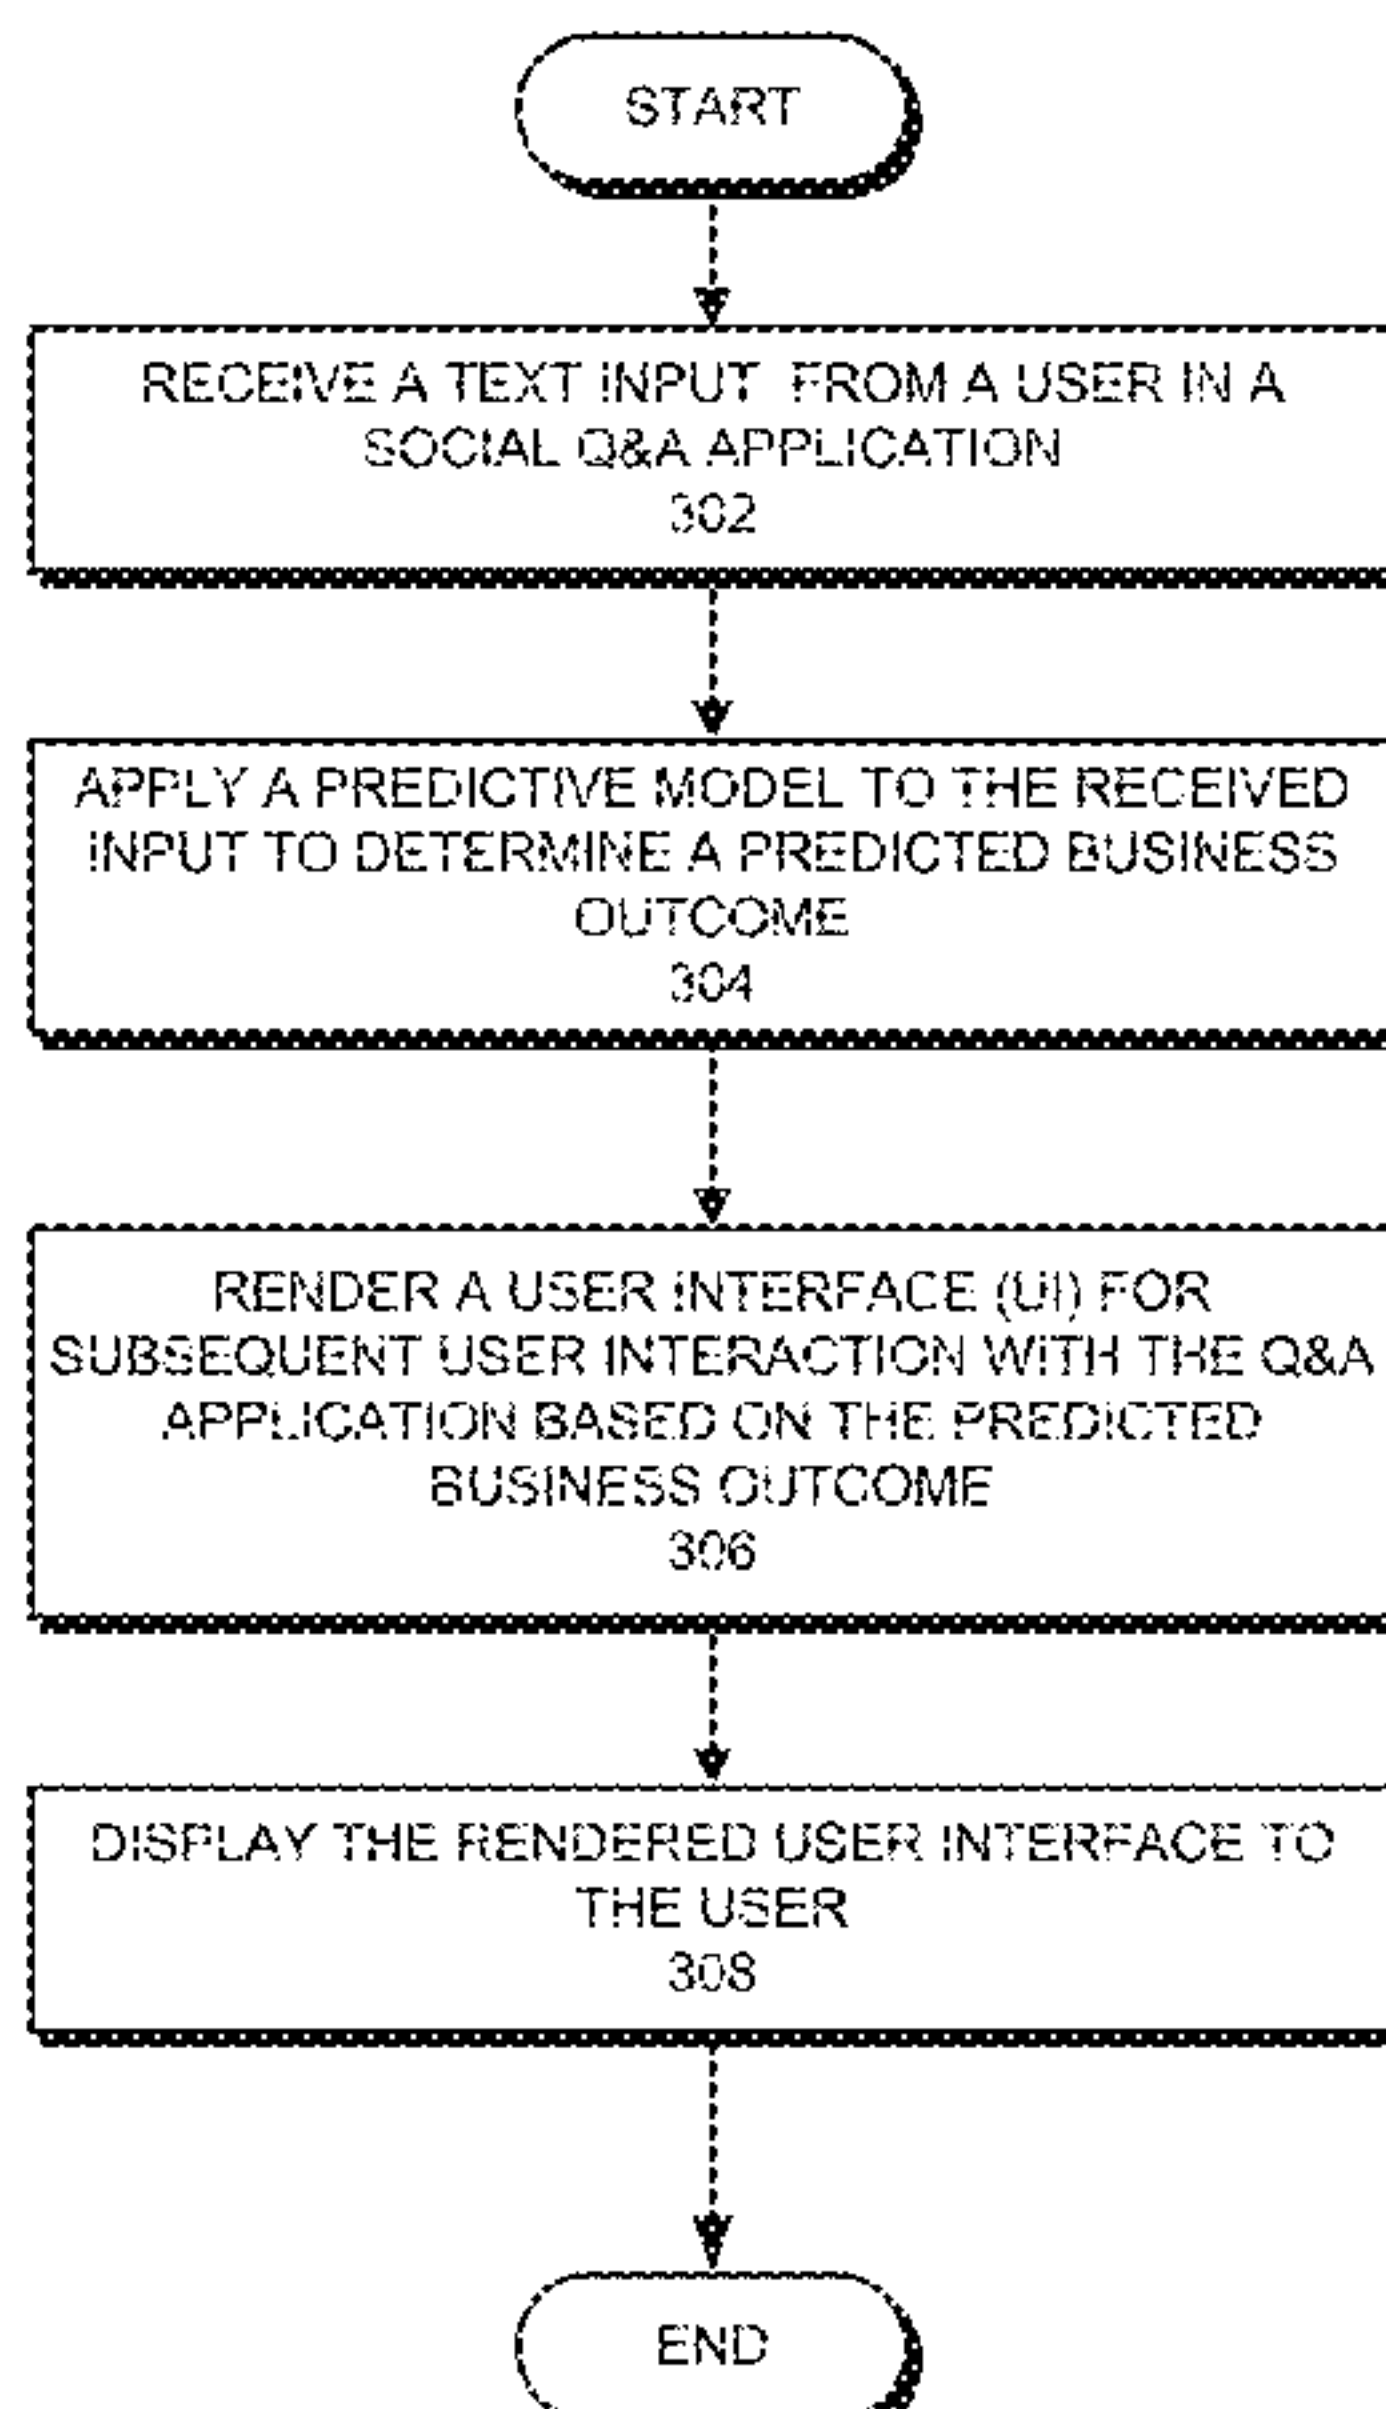 START
RECEIVE A TEXT INPUT FROM A USER IN A
SOCIAL Q&A APPLICATION
302
APPLY A PREDICTIVE MODEL TO THE RECEIVED
INPUT TO DETERMINE A PREDICTED BUSINESS
OUTCOME
304
RENDER A USER INTERFACE (UI) FOR
SUBSEQUENT USER INTERACTION WITH THE Q&A
APPLICATION BASED ON THE PREDICTED
BUSINESS OUTCOME
306
DISPLAY THE RENDERED USER INTERFACE TO
THE USER
308
END